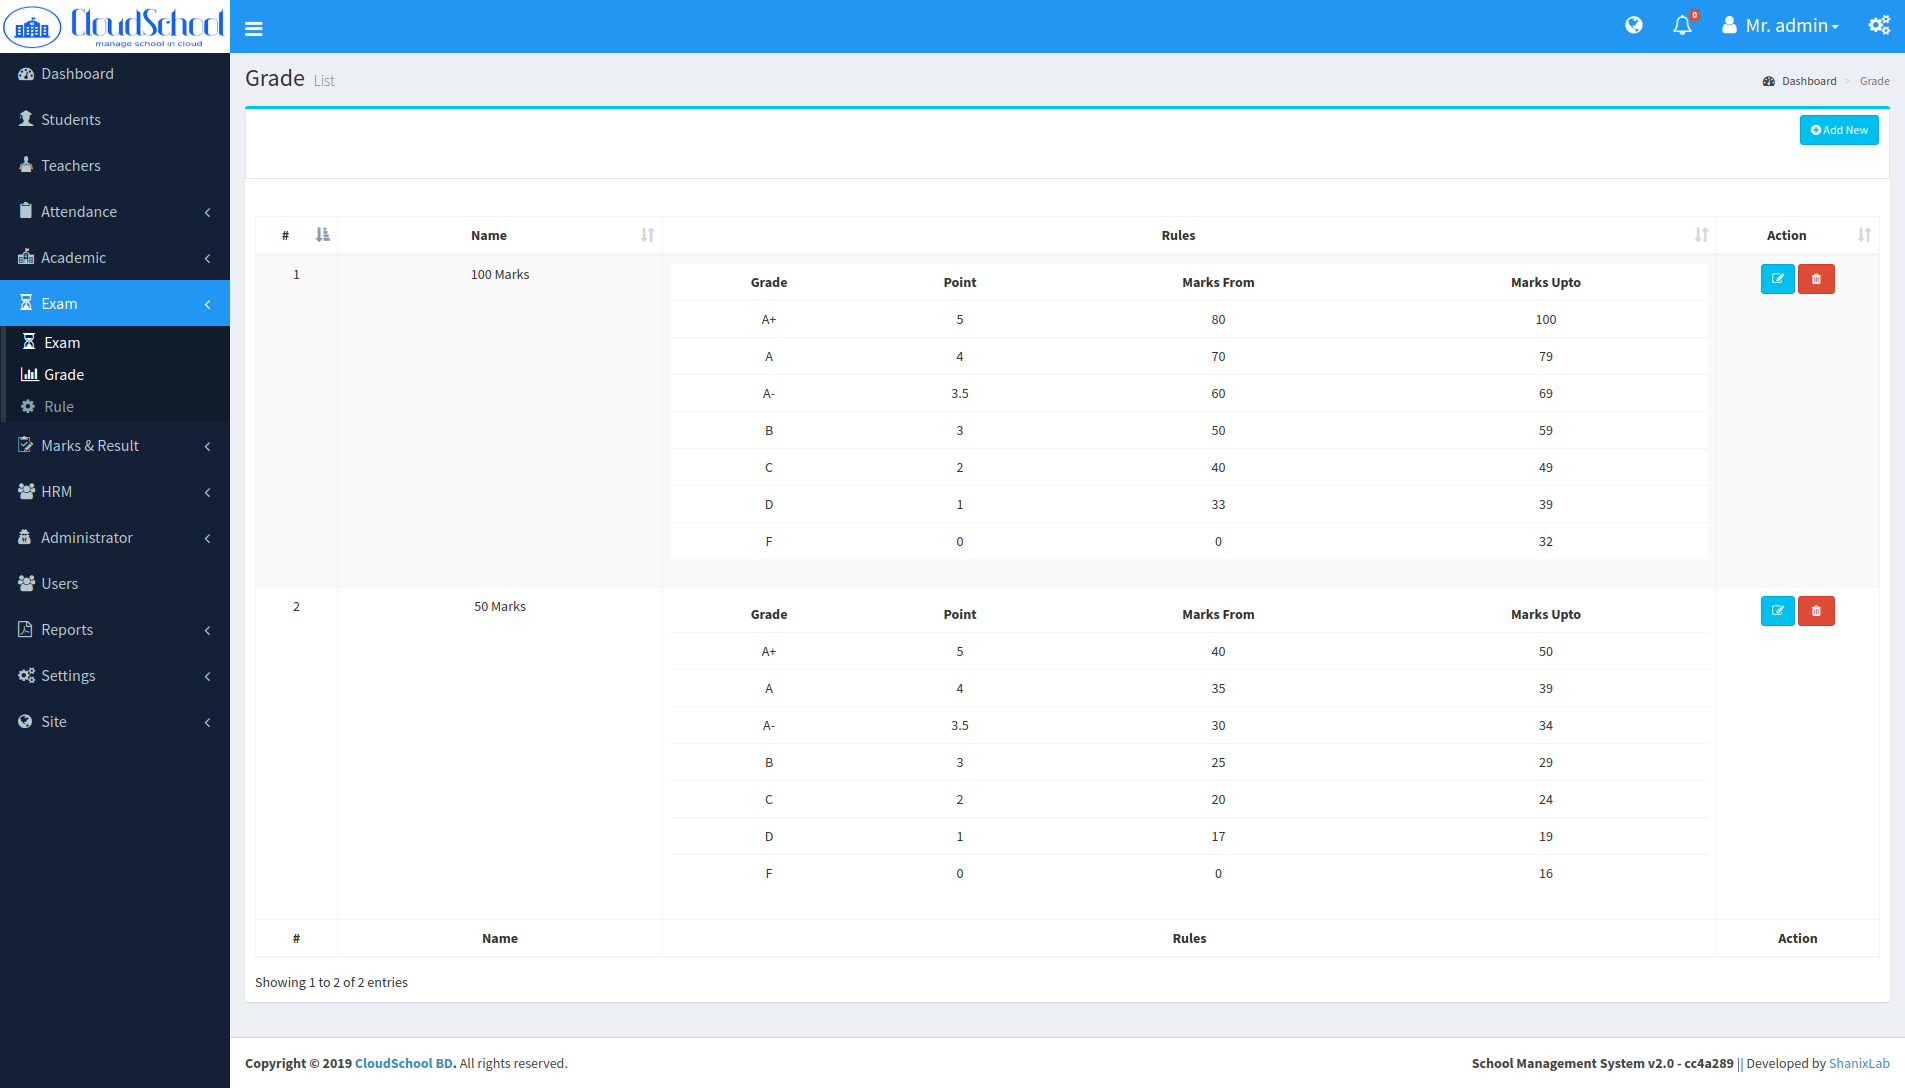 CloudSchool
manage school in cloud
0
Mr. admin
Dashboard
Students
Teachers
Attendance
Academic
Exam
Exam
Grade
Rule
Marks & Result
HRM
Administrator
Users
Reports
Settings
Site
Grade List
Dashboard > Grade
Add New
# Name Rules Action
1 100 Marks
Grade Point Marks From Marks Upto
A+ 5 80 100
A 4 70 79
A- 3.5 60 69
B 3 50 59
C 2 40 49
D 1 33 39
F 0 0 32
2 50 Marks
Grade Point Marks From Marks Upto
A+ 5 40 50
A 4 35 39
A- 3.5 30 34
B 3 25 29
C 2 20 24
D 1 17 19
F 0 0 16
# Name Rules Action
Showing 1 to 2 of 2 entries
Copyright © 2019 CloudSchool BD. All rights reserved.
School Management System v2.0 - cc4a289 || Developed by ShanixLab